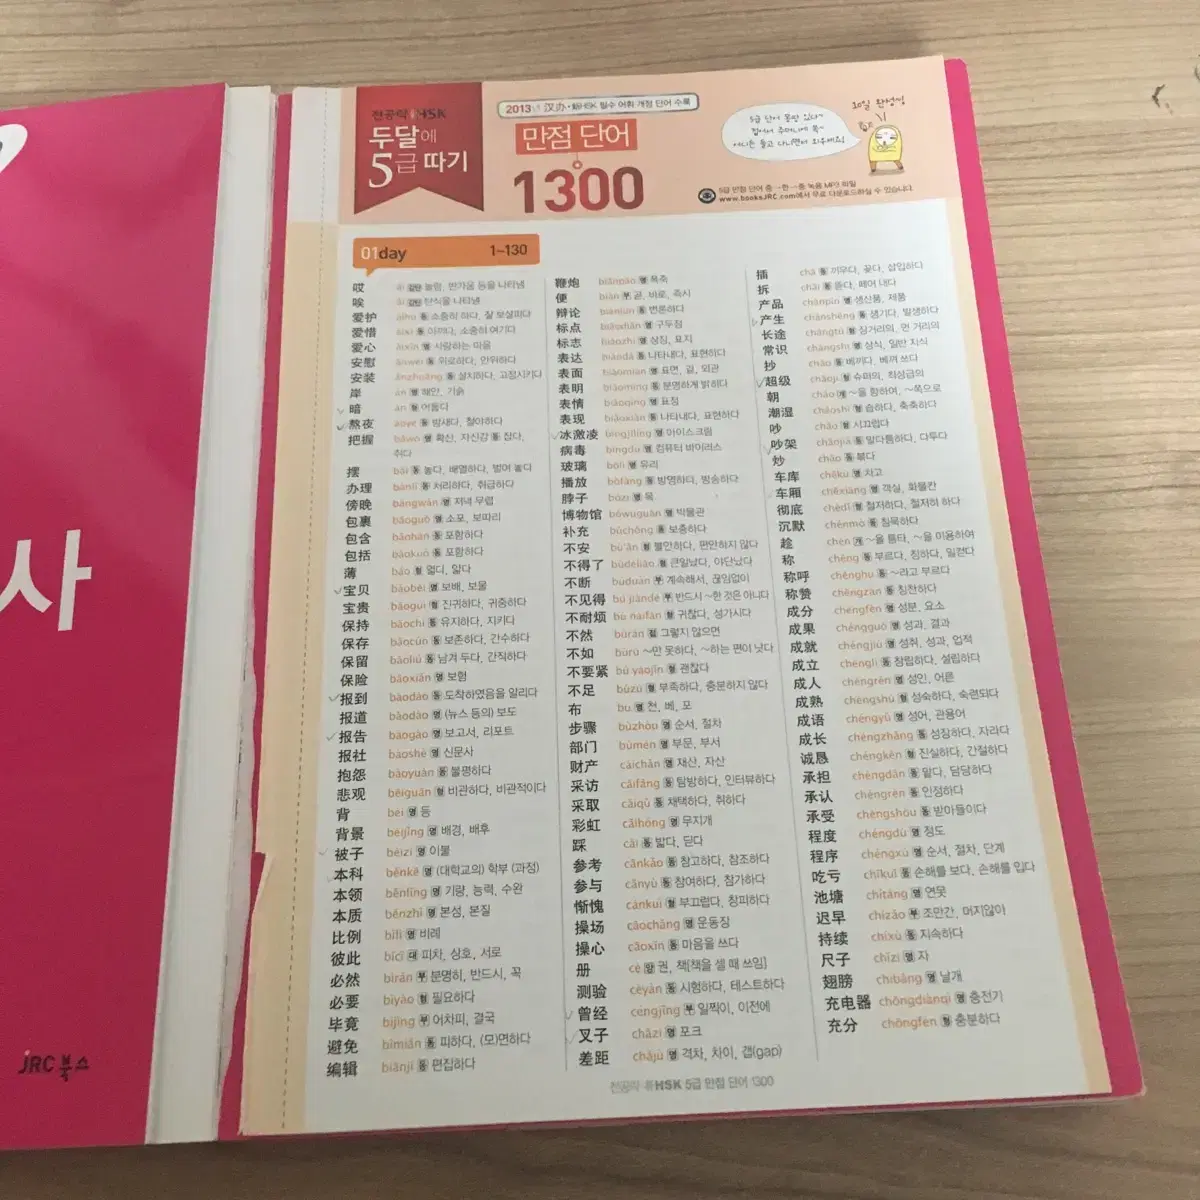 사
JRC북스
전공략 新HSK
두달에
5급 따기
만점 단어
1300
5급 단어 중 一한一중 녹음 MP3 파일
www.booksJRC.com에서 무료 다운로드하실 수 있습니다.
01day 1~130
哎
唉
爱护 àihù 동 소중히 하다, 잘 보살피다
爱惜 àixī 동 아끼다, 소중히 여기다
爱心 àixīn 명 사랑하는 마음
安慰 ānwèi 동 위로하다, 안위하다
安装 ānzhuāng 동 설치하다, 고정시키다
岸 àn 명 해안, 기슭
暗 àn 형 어둡다
熬夜 áoyè 동 밤새다, 철야하다
把握 bǎwò 명 확신, 자신감 동 잡다, 쥐다
摆 bǎi 동 놓다, 배열하다, 벌여 놓다
办理 bànlǐ 동 처리하다, 취급하다
傍晚 bàngwǎn 명 저녁 무렵
包裹 bāoguǒ 명 소포, 보따리
包含 bāohán 동 포함하다
包括 bāokuò 동 포함하다
薄 báo 형 엷다, 얇다
宝贝 bǎobèi 명 보배, 보물
宝贵 bǎoguì 형 진귀하다, 귀중하다
保持 bǎochí 동 유지하다, 지키다
保存 bǎocún 동 보존하다, 간수하다
保留 bǎoliú 동 남겨 두다, 간직하다
保险 bǎoxiǎn 명 보험
报到 bàodào 동 도착하였음을 알리다
报道 bàodào 명 (뉴스 등의) 보도
报告 bàogào 명 보고서, 리포트
报社 bàoshè 명 신문사
抱怨 bàoyuàn 동 불평하다
悲观 bēiguān 형 비관하다, 비관적이다
背 bèi 명 등
背景 bèijǐng 명 배경, 배후
被子 bèizi 명 이불
本科 běnkē 명 (대학교의) 학부 (과정)
本领 běnlǐng 명 기량, 능력, 수완
本质 běnzhì 명 본성, 본질
比例 bǐlì 명 비례
彼此 bǐcǐ 대 피차, 상호, 서로
必然 bìrán 부 분명히, 반드시, 꼭
必要 bìyào 형 필요하다
毕竟 bìjìng 부 어차피, 결국
避免 bìmiǎn 동 피하다, (모)면하다
编辑 biānjí 동 편집하다
鞭炮 biānpào 명 폭죽
便 biàn 부 곧, 바로, 즉시
辩论 biànlùn 동 변론하다
标点 biāodiǎn 명 구두점
标志 biāozhì 명 상징, 표지
表达 biǎodá 동 나타내다, 표현하다
表面 biǎomiàn 명 표면, 겉, 외관
表明 biǎomíng 동 분명하게 밝히다
表情 biǎoqíng 명 표정
表现 biǎoxiàn 동 나타내다, 표현하다
冰激凌 bīngjīlíng 명 아이스크림
病毒 bìngdú 명 컴퓨터 바이러스
玻璃 bōli 명 유리
播放 bōfàng 동 방영하다, 방송하다
脖子 bózi 명 목
博物馆 bówùguǎn 명 박물관
补充 bǔchōng 동 보충하다
不安 bù'ān 형 불안하다, 편안하지 않다
不得了 bùdéliǎo 형 큰일났다, 야단났다
不断 búduàn 부 계속해서, 끊임없이
不见得 bú jiàndé 부 반드시 ~한 것은 아니다
不耐烦 bú nàifán 형 귀찮다, 성가시다
不然 bùrán 접 그렇지 않으면
不如 bùrú ~만 못하다, ~하는 편이 낫다
不要紧 bú yàojǐn 형 괜찮다
不足 bùzú 형 부족하다, 충분하지 않다
布 bù 명 천, 베, 포
步骤 bùzhòu 명 순서, 절차
部门 bùmén 명 부문, 부서
财产 cáichǎn 명 재산, 자산
采访 cǎifǎng 동 탐방하다, 인터뷰하다
采取 cǎiqǔ 동 채택하다, 취하다
彩虹 cǎihóng 명 무지개
踩 cǎi 동 밟다, 딛다
参考 cānkǎo 동 참고하다, 참조하다
参与 cānyù 동 참여하다, 참가하다
惭愧 cánkuì 형 부끄럽다, 창피하다
操场 cāochǎng 명 운동장
操心 cāoxīn 동 마음을 쓰다
册 cè 양 권, 책[책을 셀 때 쓰임]
测验 cèyàn 동 시험하다, 테스트하다
曾经 céngjīng 부 일찍이, 이전에
叉子 chāzi 명 포크
差距 chājù 명 격차, 차이, 갭(gap)
插 chā 동 끼우다, 꽂다, 삽입하다
拆 chāi 동 뜯다, 떼어 내다
产品 chǎnpǐn 명 생산품, 제품
产生 chǎnshēng 동 생기다, 발생하다
长途 chángtú 형 장거리의, 먼 거리의
常识 chángshí 명 상식, 일반 지식
抄 chāo 동 베끼다, 베껴 쓰다
超级 chāojí 형 슈퍼의, 최상급의
朝 cháo 개 ~을 향하여, ~쪽으로
潮湿 cháoshī 형 습하다, 축축하다
吵 chǎo 형 시끄럽다
吵架 chǎojià 동 말다툼하다, 다투다
炒 chǎo 동 볶다
车库 chēkù 명 차고
车厢 chēxiāng 명 객실, 화물칸
彻底 chèdǐ 형 철저하다, 철저히 하다
沉默 chénmò 동 침묵하다
趁 chèn 개 ~을 틈타, ~을 이용하여
称 chēng 동 부르다, 칭하다, 일컫다
称呼 chēnghu 동 ~라고 부르다
称赞 chēngzàn 동 칭찬하다
成分 chéngfèn 명 성분, 요소
成果 chéngguǒ 명 성과, 결과
成就 chéngjiù 명 성취, 성과, 업적
成立 chénglì 동 창립하다, 설립하다
成人 chéngrén 명 성인, 어른
成熟 chéngshú 형 성숙하다, 숙련되다
成语 chéngyǔ 명 성어, 관용어
成长 chéngzhǎng 동 성장하다, 자라다
诚恳 chéngkěn 형 진실하다, 간절하다
承担 chéngdān 동 맡다, 담당하다
承认 chéngrèn 동 인정하다
承受 chéngshòu 동 받아들이다
程度 chéngdù 명 정도
程序 chéngxù 명 순서, 절차, 단계
吃亏 chīkuī 동 손해를 보다, 손해를 입다
池塘 chítáng 명 연못
迟早 chízǎo 부 조만간, 머지않아
持续 chíxù 동 지속하다
尺子 chǐzi 명 자
翅膀 chìbǎng 명 날개
充电器 chōngdiànqì 명 충전기
充分 chōngfèn 형 충분하다
전공략 新HSK 5급 만점 단어 1300